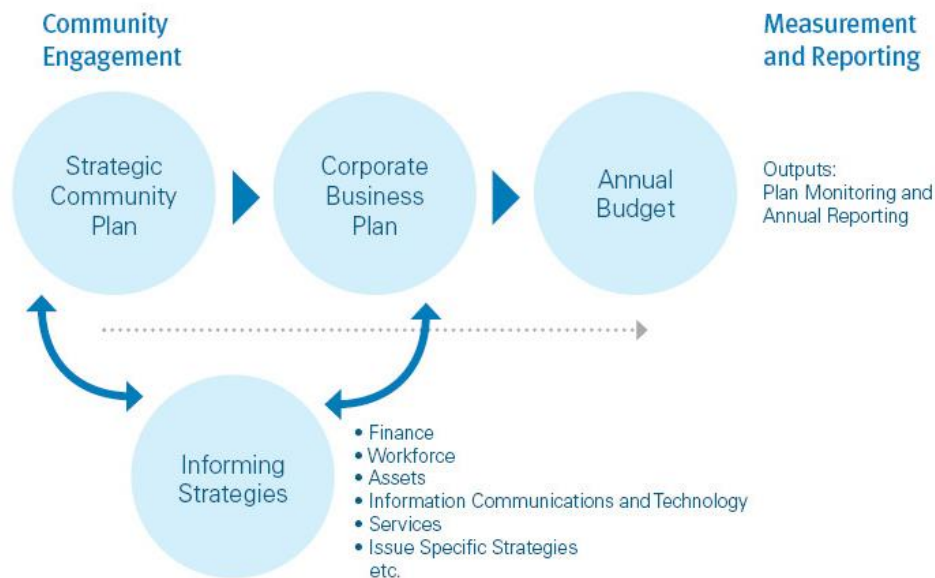 Community
Engagement
Measurement
and Reporting
Strategic
Community
Plan
Corporate
Business
Plan
Annual
Budget
Outputs:
Plan Monitoring and
Annual Reporting
Informing
Strategies
• Finance
• Workforce
• Assets
• Information Communications and Technology
• Services
• Issue Specific Strategies
etc.